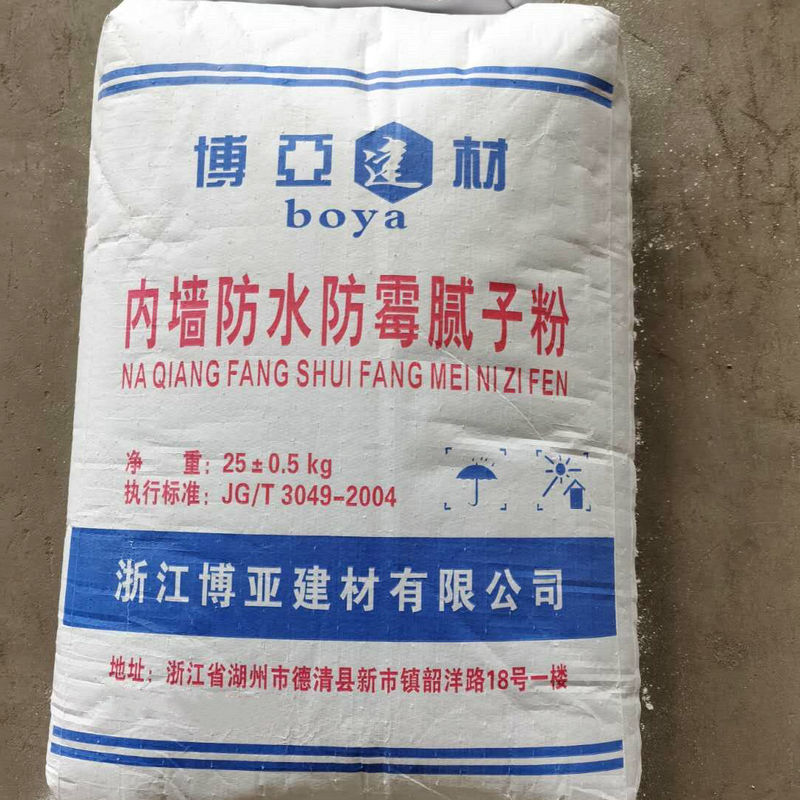 博亞建材
boya
内墙防水防霉腻子粉
NA QIANG FANG SHUI FANG MEI NI ZI FEN
净 重：25±0.5 kg
执行标准：JG/T 3049-2004
浙江博亚建材有限公司
地址：浙江省湖州市德清县新市镇韶洋路18号一楼